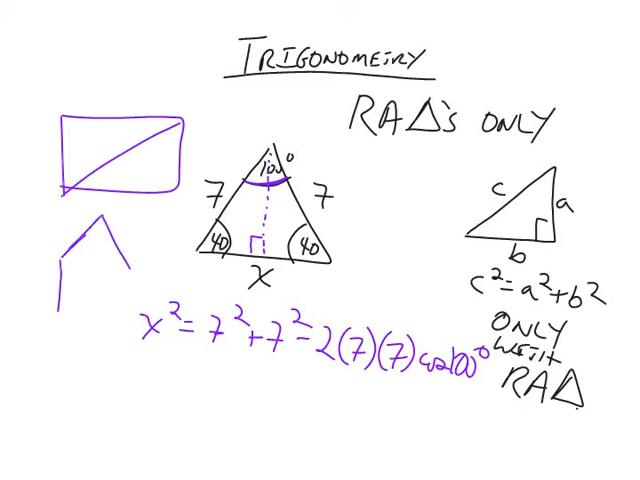 TRIGONOMETRY
RA△'s ONLY
100°
7
7
40
40
x
c
a
b
c² = a² + b²
ONLY
WITH
RA△
x² = 7² + 7² - 2(7)(7) cos100°